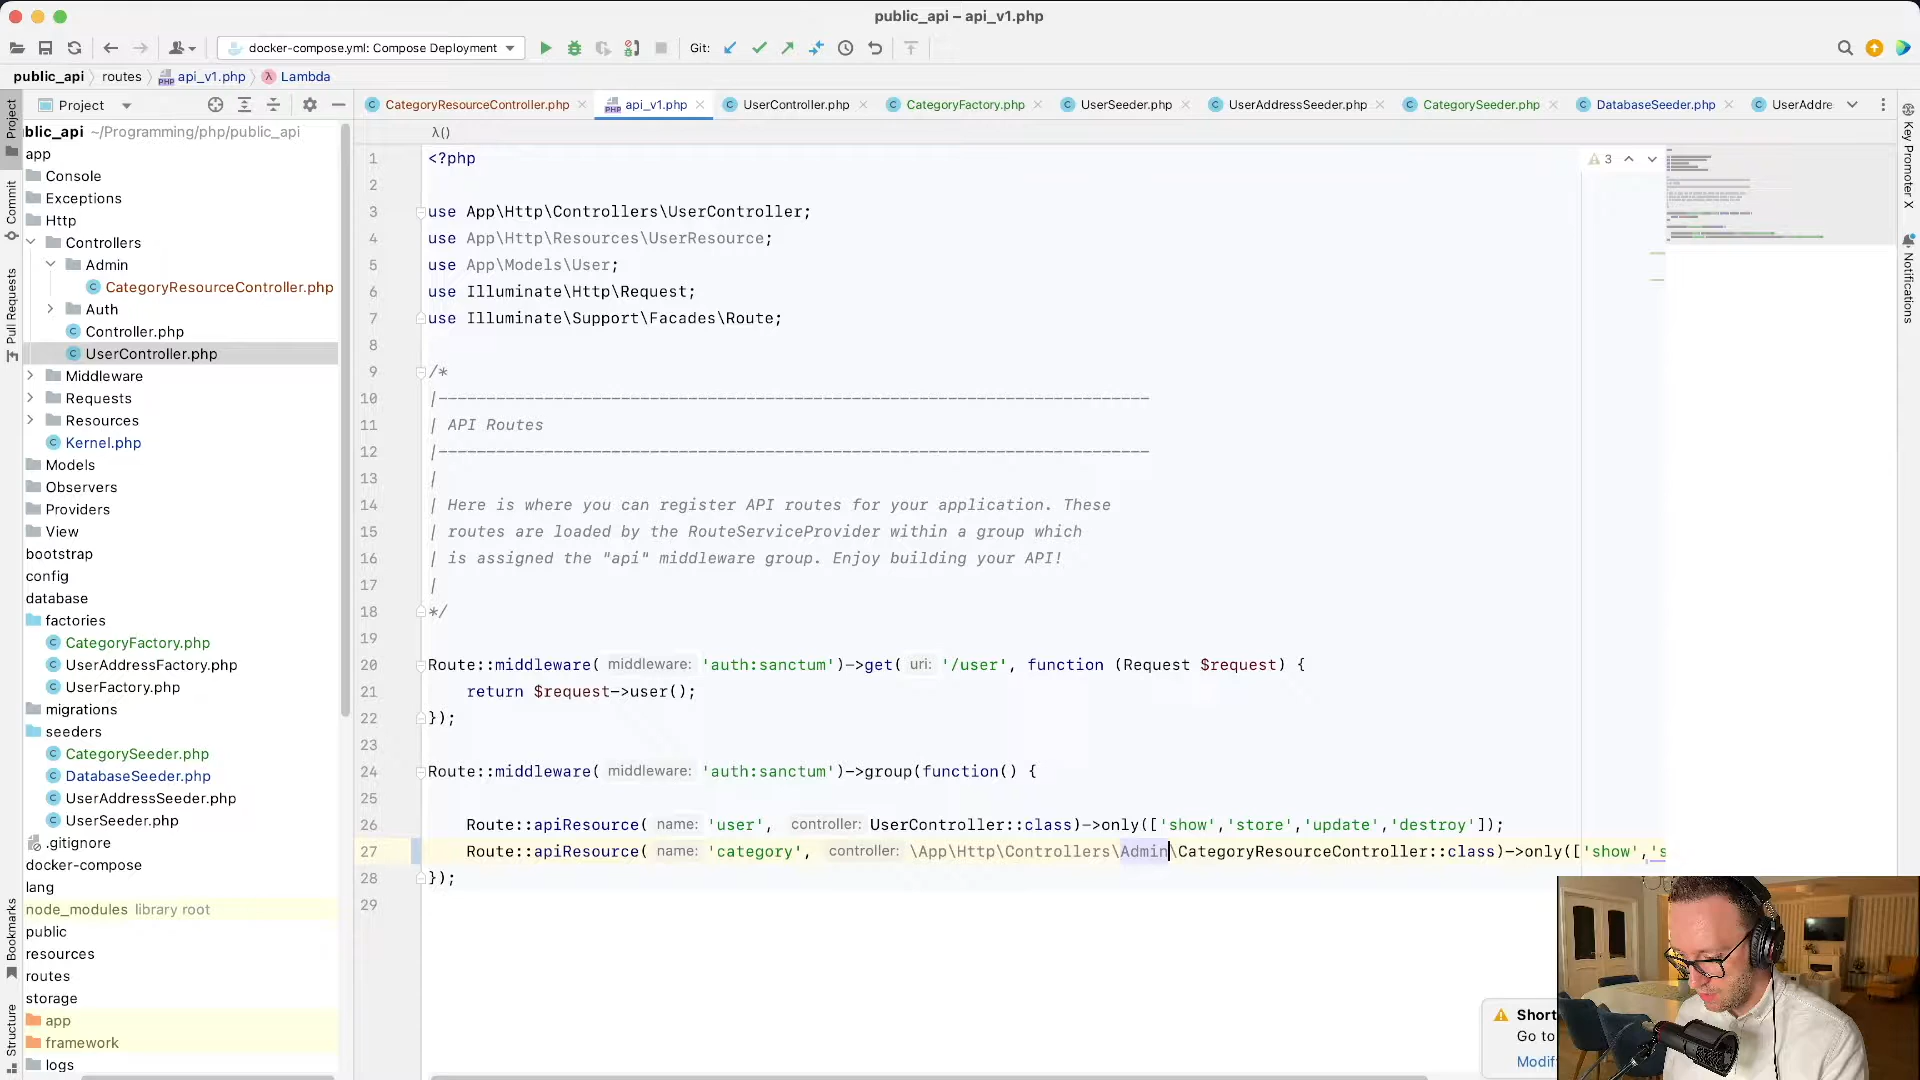 public_api – api_v1.php
docker-compose.yml: Compose Deployment
Git:
public_api routes api_v1.php Lambda
Project
CategoryResourceController.php api_v1.php UserController.php CategoryFactory.php UserSeeder.php UserAddressSeeder.php CategorySeeder.php DatabaseSeeder.php UserAddre
λ()
Project
Commit
Pull Requests
Bookmarks
Structure
blic_api ~/Programming/php/public_api
app
Console
Exceptions
Http
Controllers
Admin
CategoryResourceController.php
Auth
Controller.php
UserController.php
Middleware
Requests
Resources
Kernel.php
Models
Observers
Providers
View
bootstrap
config
database
factories
CategoryFactory.php
UserAddressFactory.php
UserFactory.php
migrations
seeders
CategorySeeder.php
DatabaseSeeder.php
UserAddressSeeder.php
UserSeeder.php
.gitignore
docker-compose
lang
node_modules library root
public
resources
routes
storage
app
framework
logs
1 <?php
2
3 use App\Http\Controllers\UserController;
4 use App\Http\Resources\UserResource;
5 use App\Models\User;
6 use Illuminate\Http\Request;
7 use Illuminate\Support\Facades\Route;
8
9 /*
10 |--------------------------------------------------------------------------
11 | API Routes
12 |--------------------------------------------------------------------------
13 |
14 | Here is where you can register API routes for your application. These
15 | routes are loaded by the RouteServiceProvider within a group which
16 | is assigned the "api" middleware group. Enjoy building your API!
17 |
18 */
19
20 Route::middleware( middleware: 'auth:sanctum')->get( uri: '/user', function (Request $request) {
21 return $request->user();
22 });
23
24 Route::middleware( middleware: 'auth:sanctum')->group(function() {
25
26 Route::apiResource( name: 'user', controller: UserController::class)->only(['show','store','update','destroy']);
27 Route::apiResource( name: 'category', controller: \App\Http\Controllers\Admin\CategoryResourceController::class)->only(['show','s
28 });
29
3
Key Promoter X
Notifications
Short
Go to
Modif